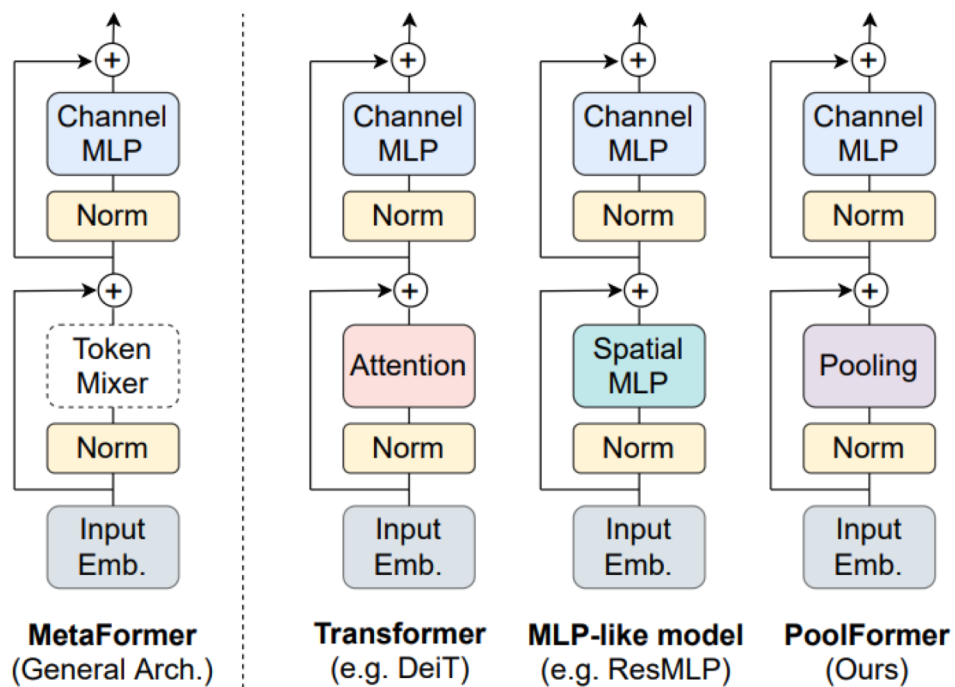 +
Channel
MLP
Norm
+
Token
Mixer
Norm
Input
Emb.
MetaFormer
(General Arch.)
+
Channel
MLP
Norm
+
Attention
Norm
Input
Emb.
Transformer
(e.g. DeiT)
+
Channel
MLP
Norm
+
Spatial
MLP
Norm
Input
Emb.
MLP-like model
(e.g. ResMLP)
+
Channel
MLP
Norm
+
Pooling
Norm
Input
Emb.
PoolFormer
(Ours)